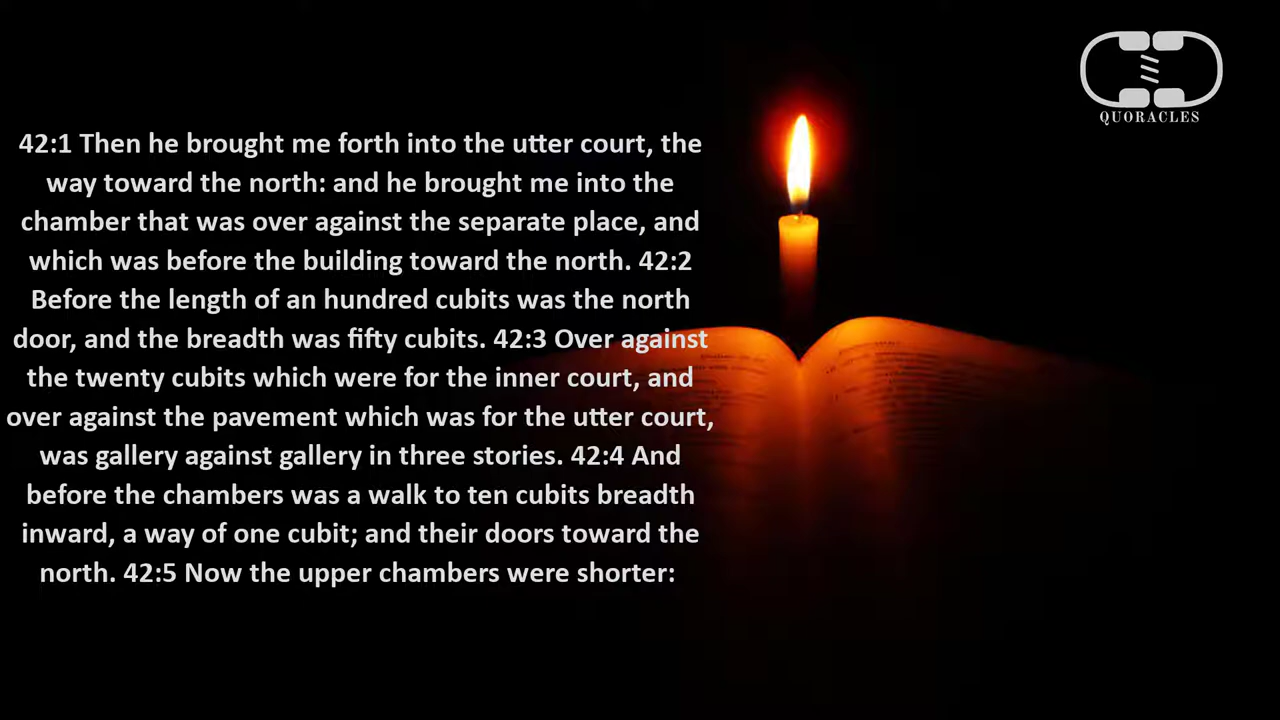 QUORACLES
42:1 Then he brought me forth into the utter court, the
way toward the north: and he brought me into the
chamber that was over against the separate place, and
which was before the building toward the north. 42:2
Before the length of an hundred cubits was the north
door, and the breadth was fifty cubits. 42:3 Over against
the twenty cubits which were for the inner court, and
over against the pavement which was for the utter court,
was gallery against gallery in three stories. 42:4 And
before the chambers was a walk to ten cubits breadth
inward, a way of one cubit; and their doors toward the
north. 42:5 Now the upper chambers were shorter: